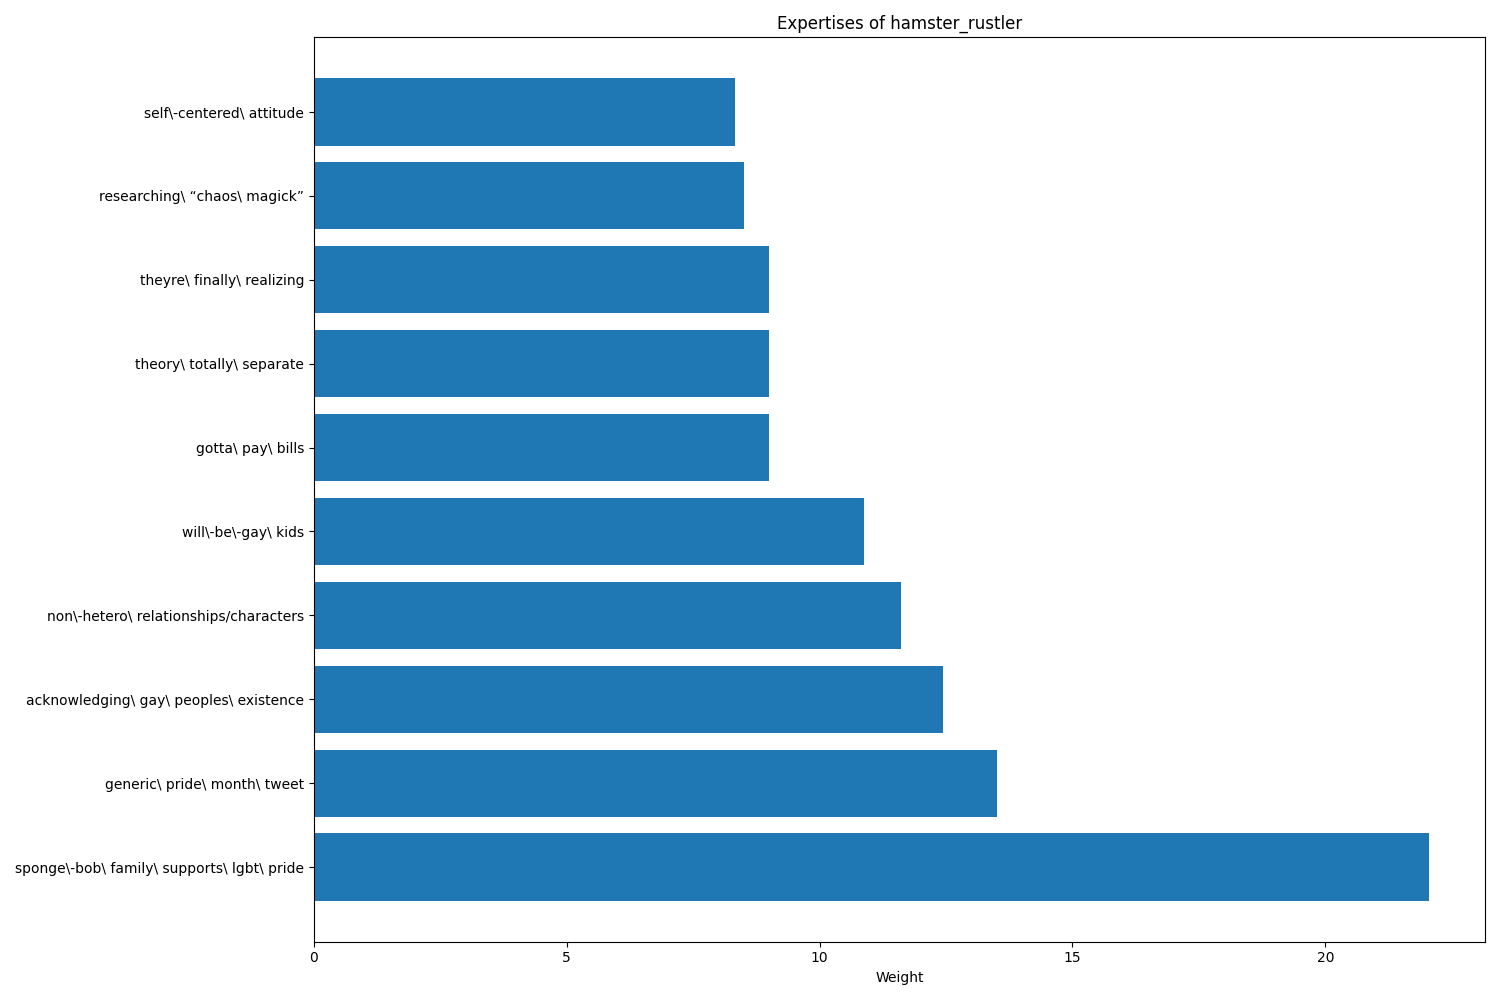 Expertises of hamster_rustler
self\-centered\ attitude
researching\ “chaos\ magick”
theyre\ finally\ realizing
theory\ totally\ separate
gotta\ pay\ bills
will\-be\-gay\ kids
non\-hetero\ relationships/characters
acknowledging\ gay\ peoples\ existence
generic\ pride\ month\ tweet
sponge\-bob\ family\ supports\ lgbt\ pride
0 5 10 15 20
Weight